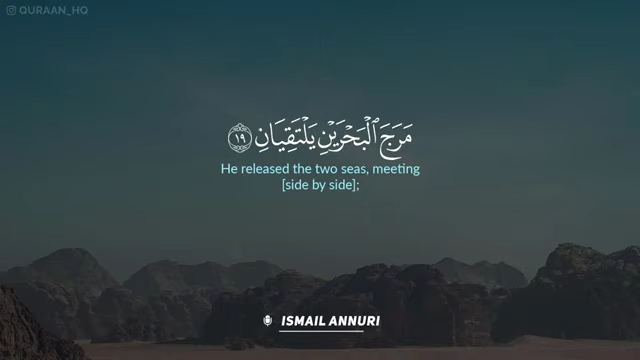 QURAAN_HQ
مَرَجَ الْبَحْرَيْنِ يَلْتَقِيَانِ ١٩
He released the two seas, meeting
[side by side];
ISMAIL ANNURI